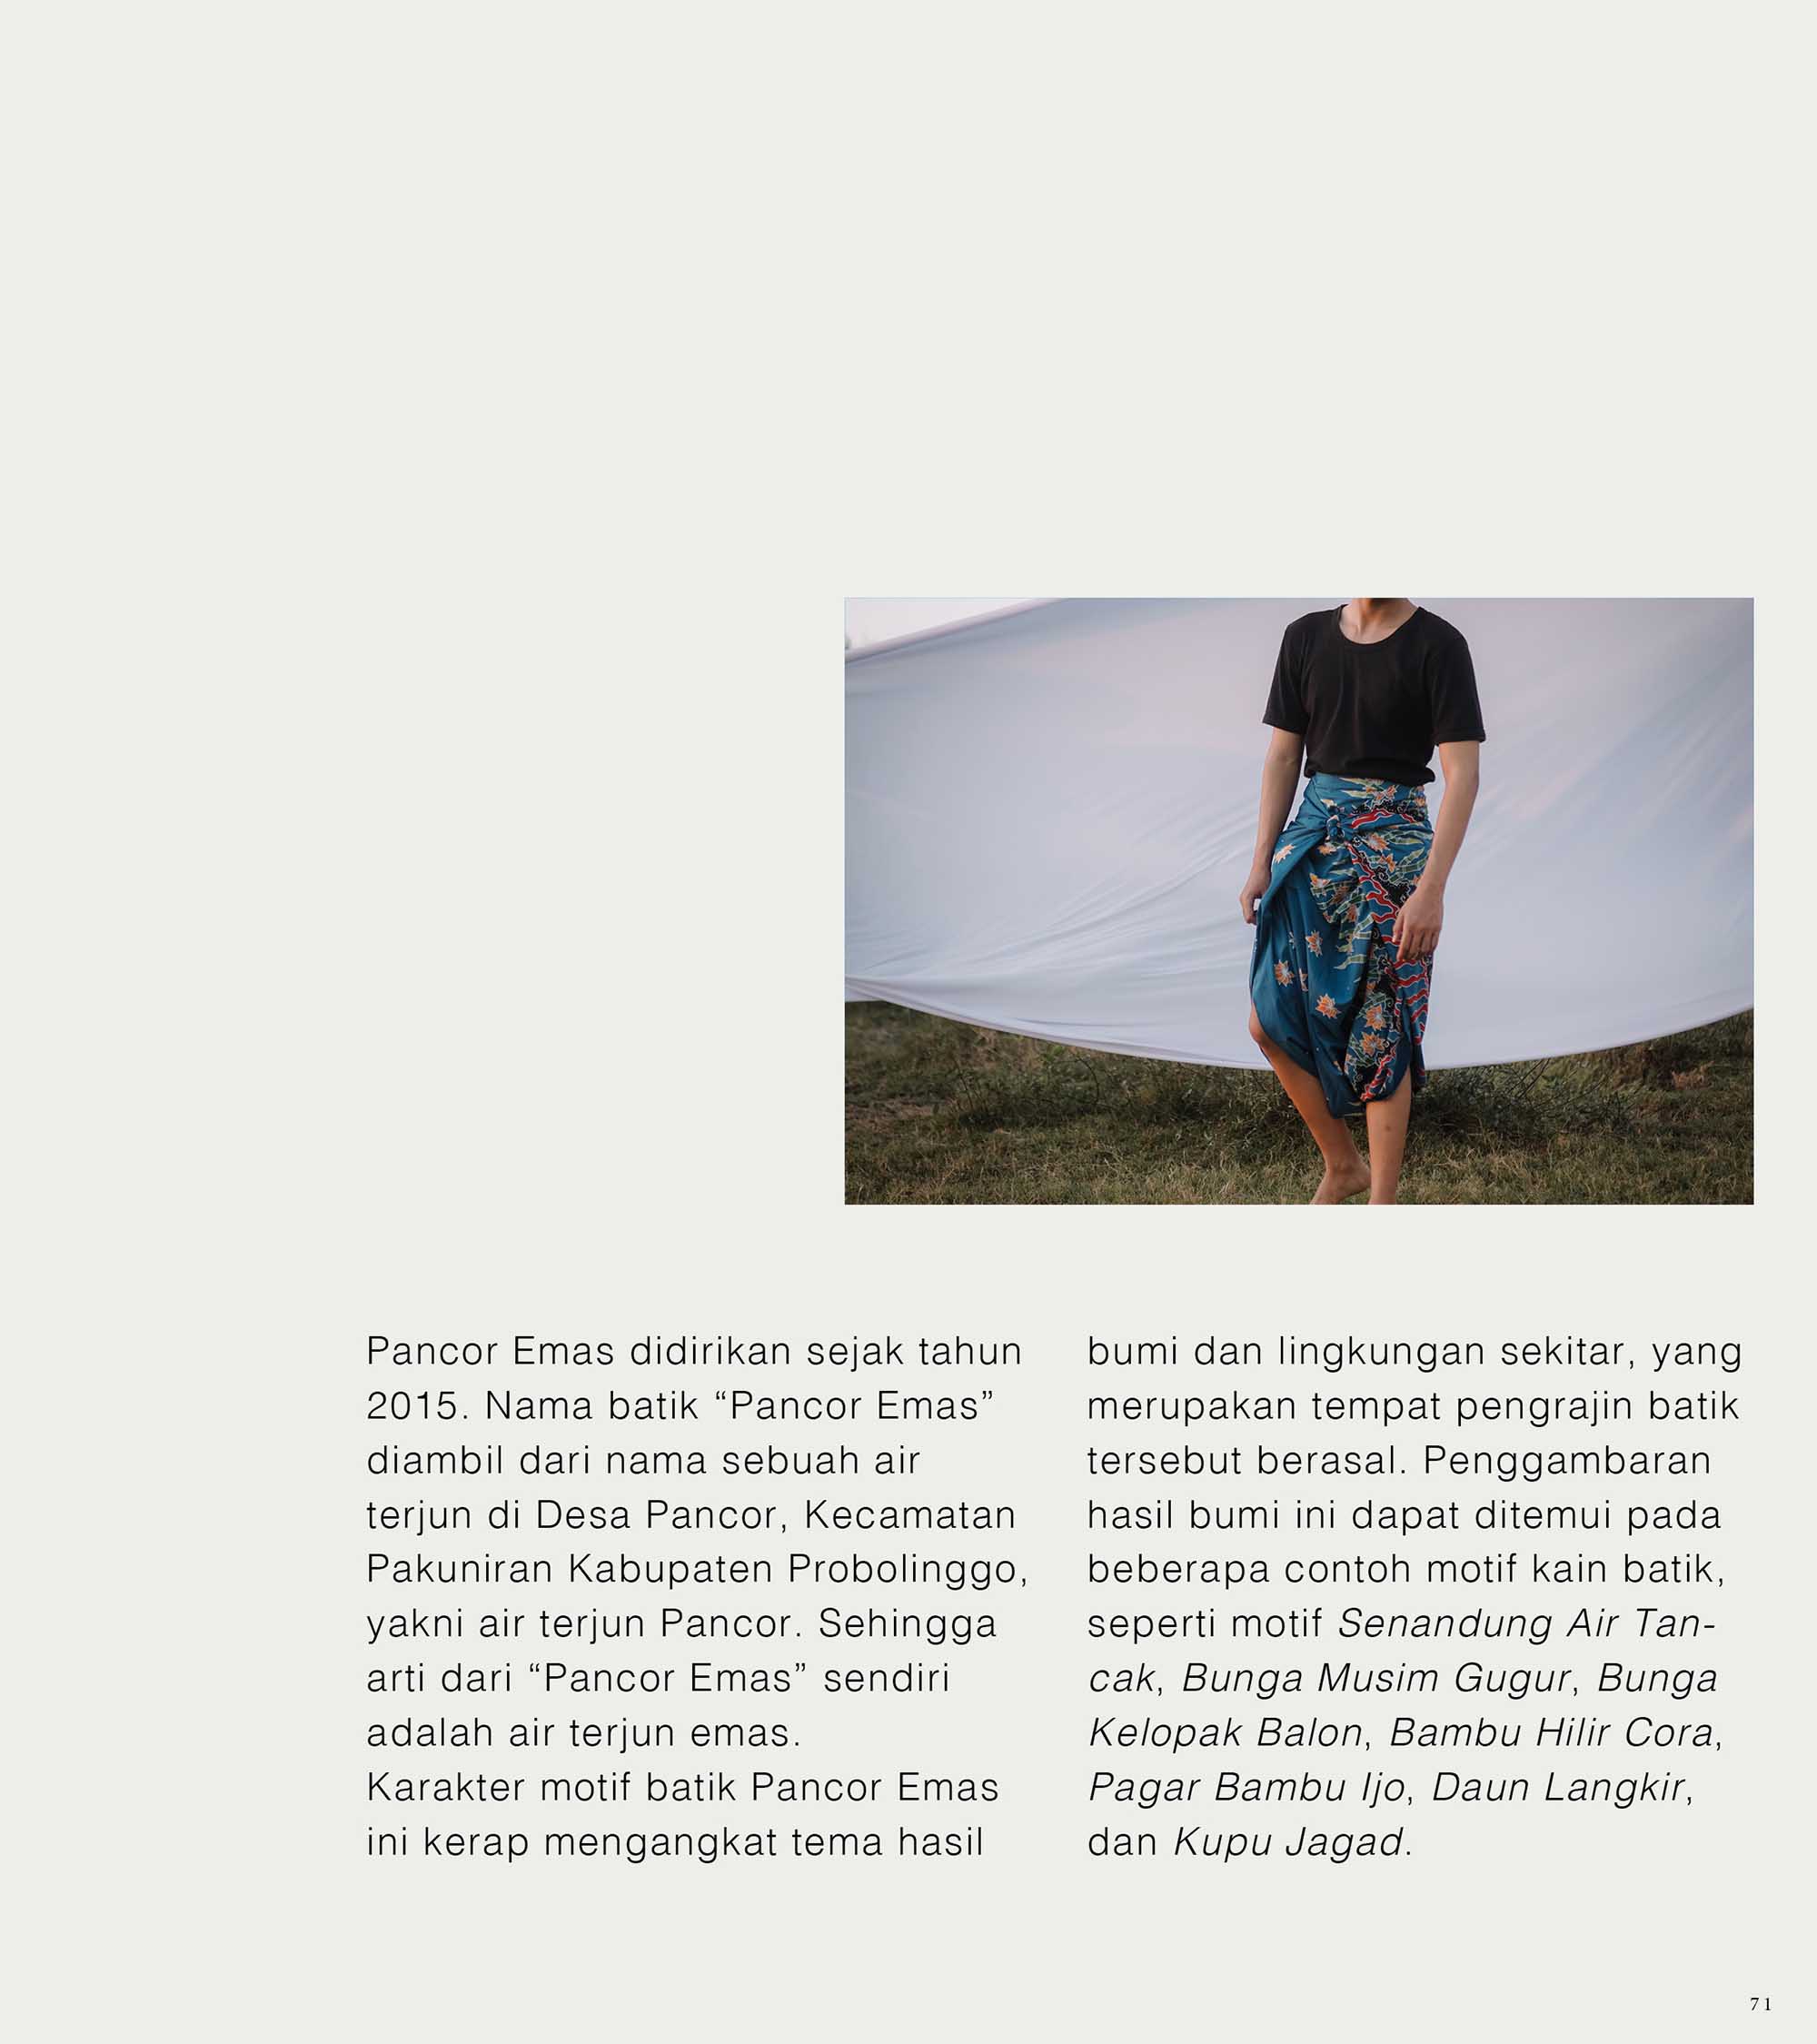 Pancor Emas didirikan sejak tahun
2015. Nama batik “Pancor Emas”
diambil dari nama sebuah air
terjun di Desa Pancor, Kecamatan
Pakuniran Kabupaten Probolinggo,
yakni air terjun Pancor. Sehingga
arti dari “Pancor Emas” sendiri
adalah air terjun emas.
Karakter motif batik Pancor Emas
ini kerap mengangkat tema hasil
bumi dan lingkungan sekitar, yang
merupakan tempat pengrajin batik
tersebut berasal. Penggambaran
hasil bumi ini dapat ditemui pada
beberapa contoh motif kain batik,
seperti motif Senandung Air Tan-
cak, Bunga Musim Gugur, Bunga
Kelopak Balon, Bambu Hilir Cora,
Pagar Bambu Ijo, Daun Langkir,
dan Kupu Jagad.
71